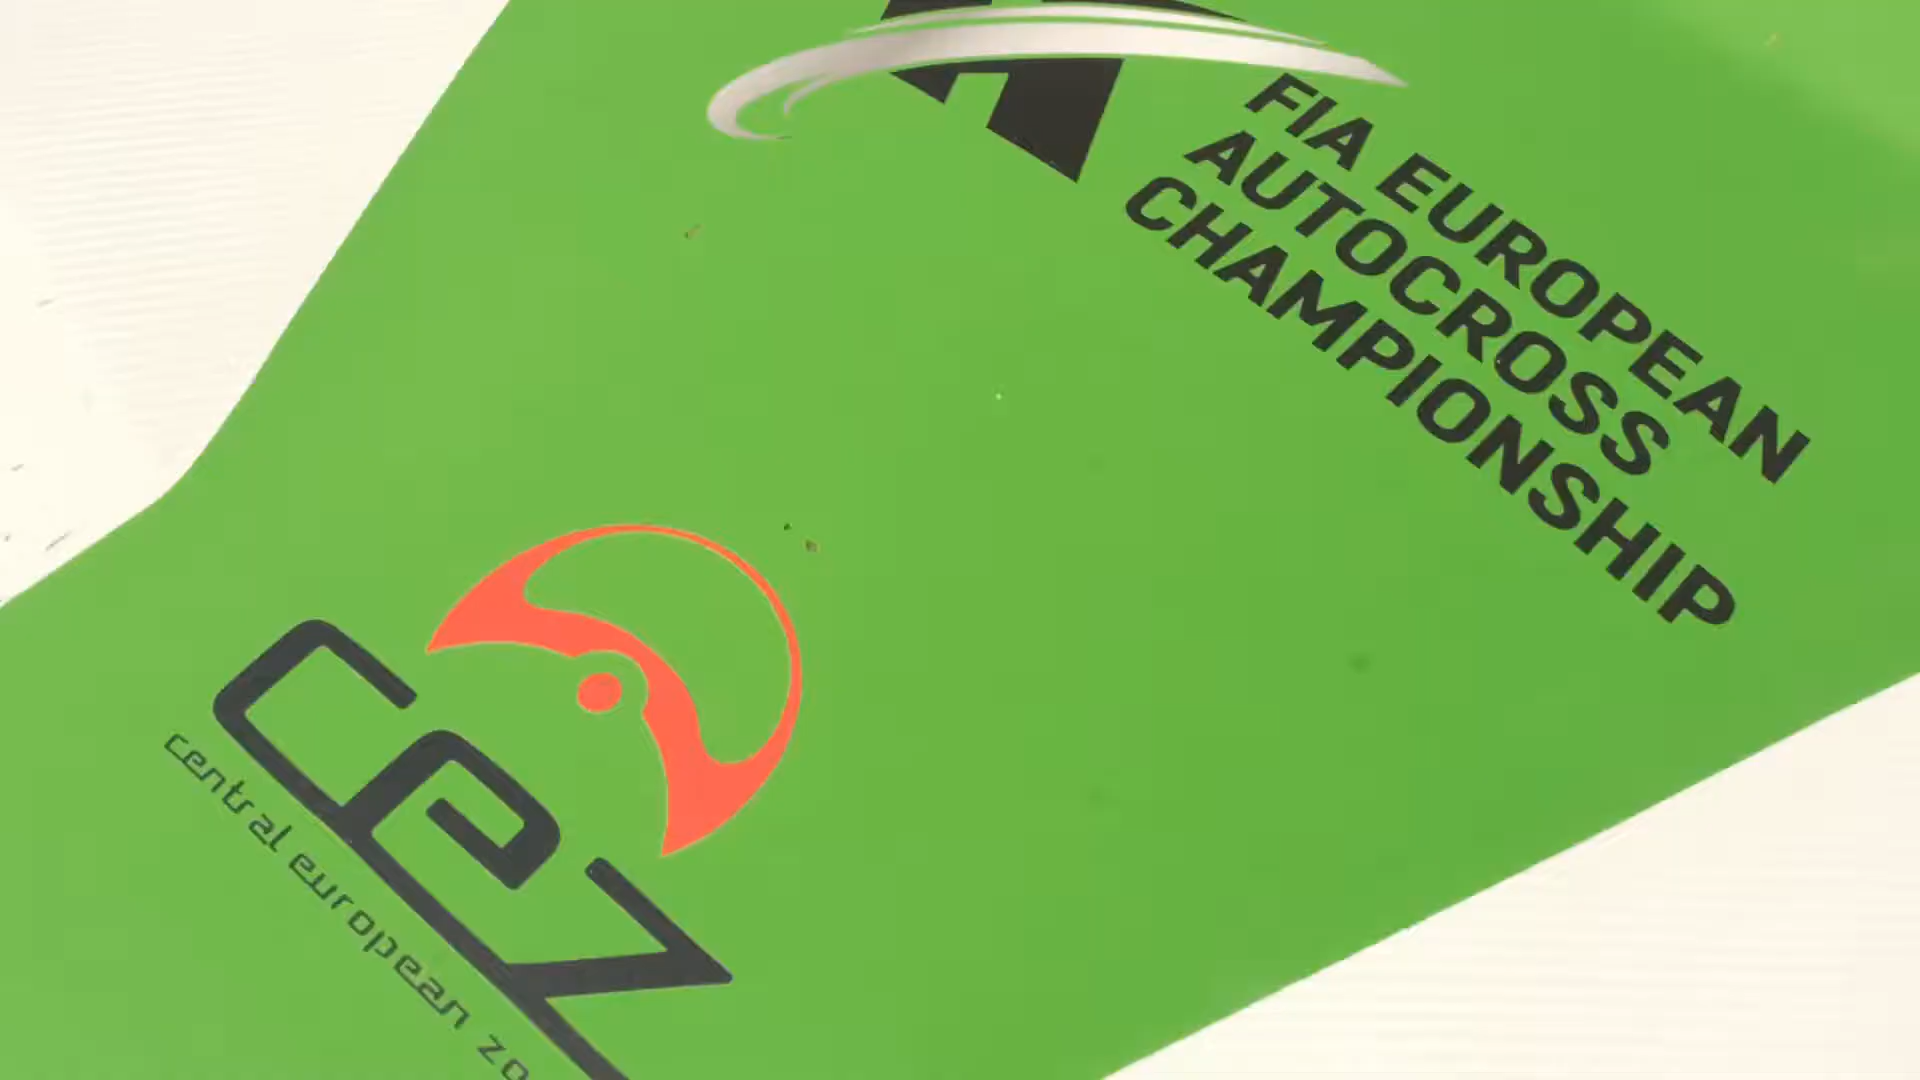 FIA EUROPEAN
AUTOCROSS
CHAMPIONSHIP
cez
central european